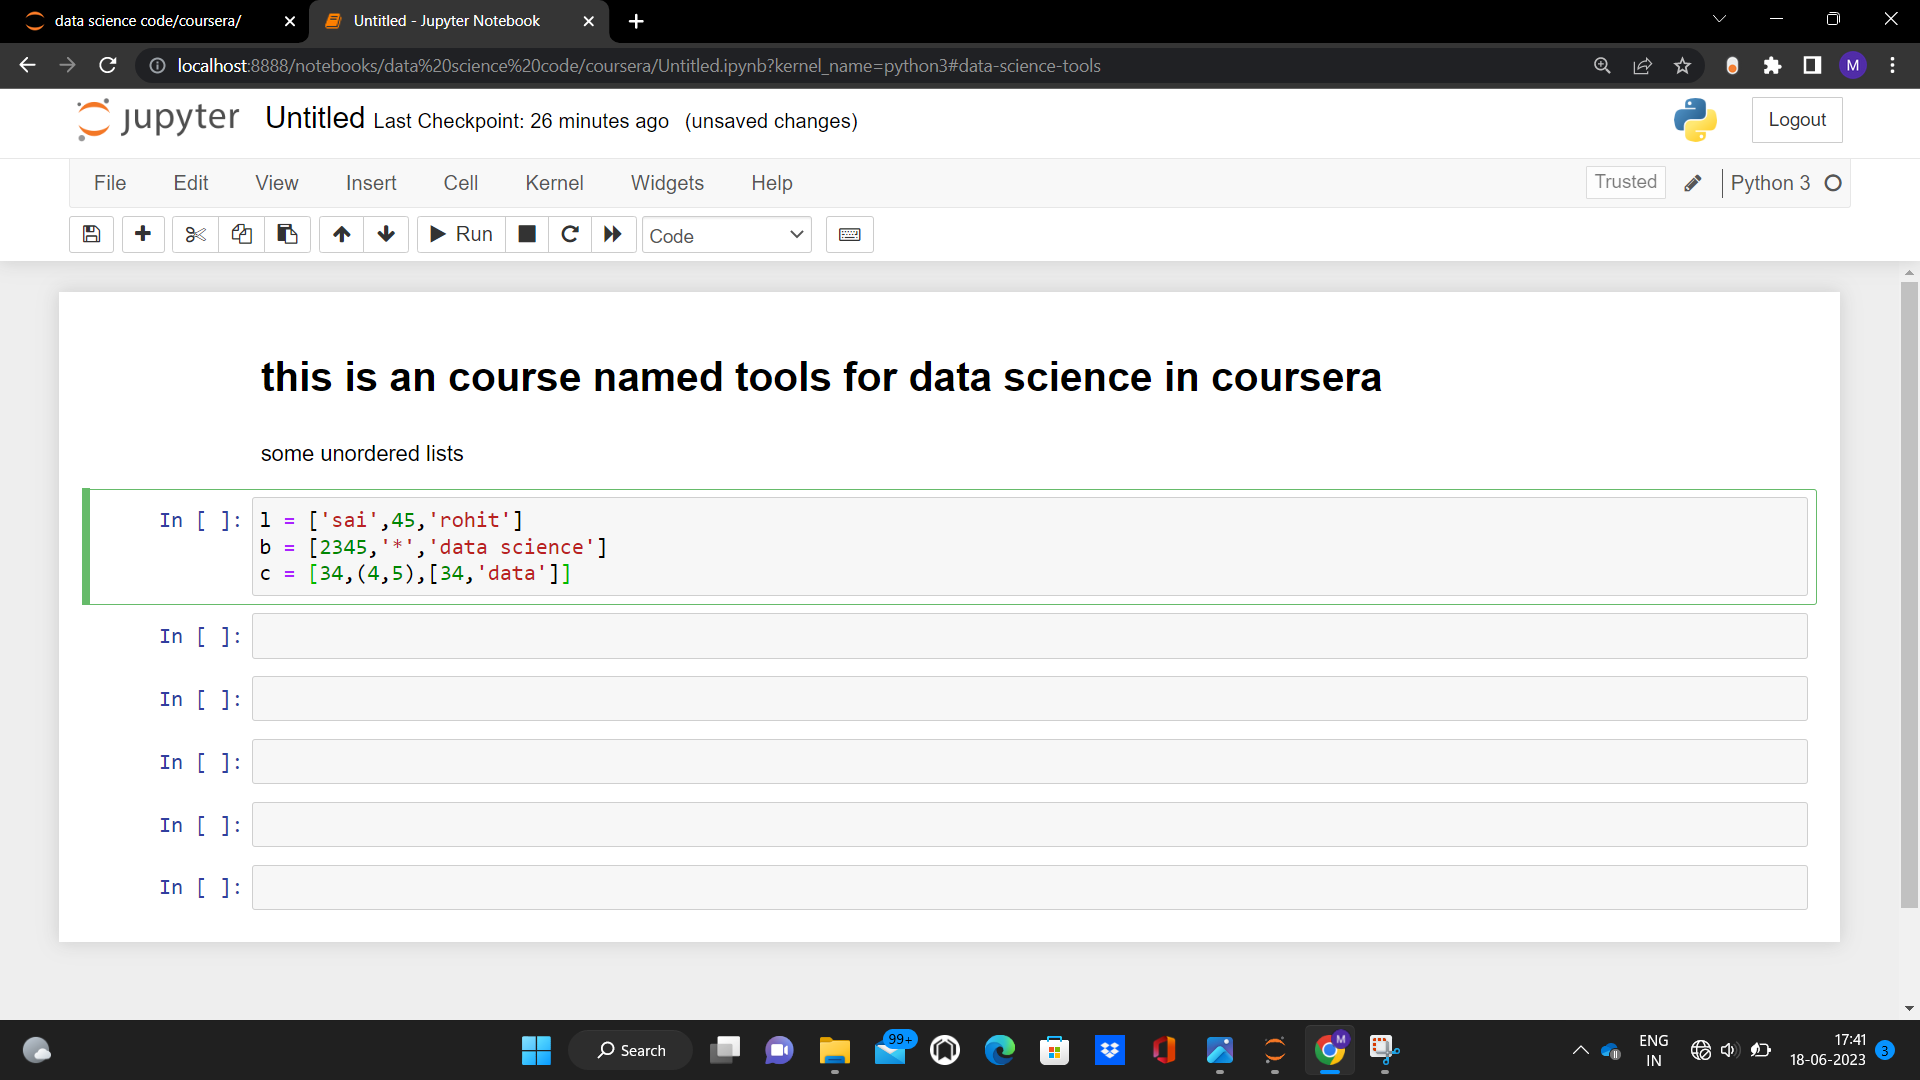 data science code/coursera/
Untitled - Jupyter Notebook
localhost:8888/notebooks/data%20science%20code/coursera/Untitled.ipynb?kernel_name=python3#data-science-tools
M
jupyter Untitled Last Checkpoint: 26 minutes ago (unsaved changes)
Logout
File Edit View Insert Cell Kernel Widgets Help
Trusted Python 3
Run Code
this is an course named tools for data science in coursera
some unordered lists
In [ ]: l = ['sai',45,'rohit']
b = [2345,'*','data science']
c = [34,(4,5),[34,'data']]
In [ ]:
In [ ]:
In [ ]:
In [ ]:
In [ ]:
Search
99+
M
ENG
IN
17:41
18-06-2023
3